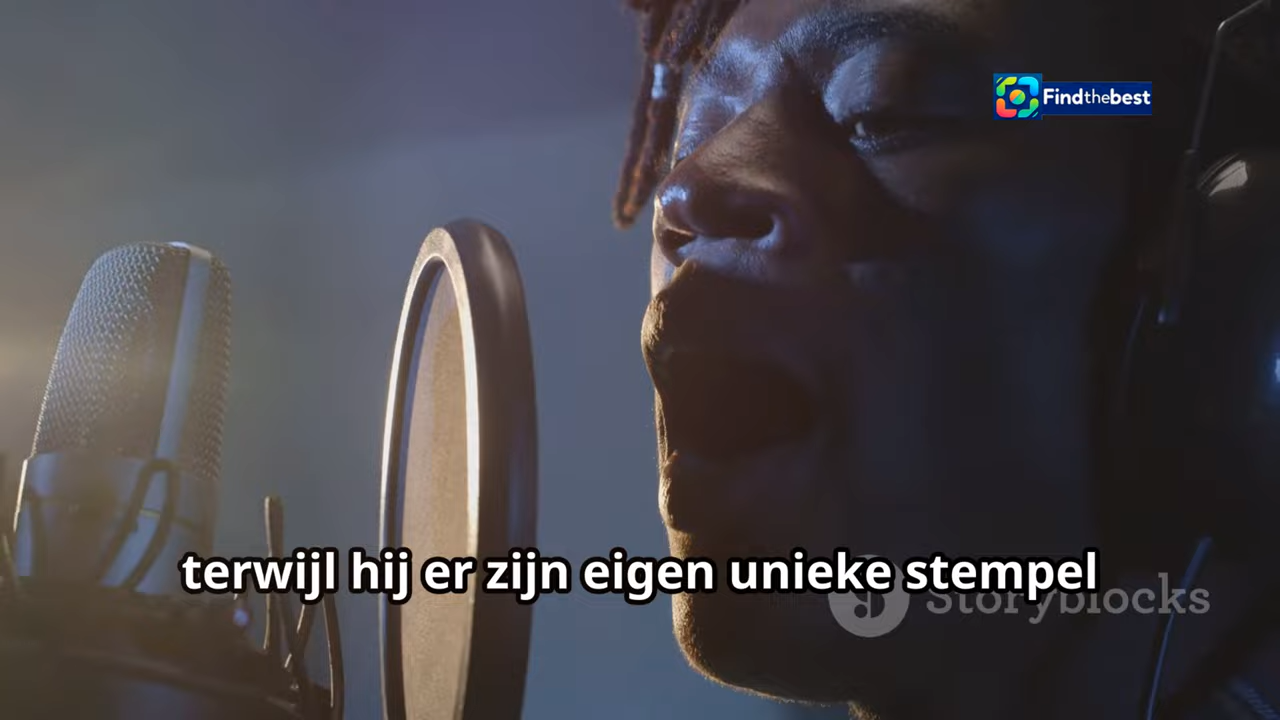 Findthebest
terwijl hij er zijn eigen unieke stempel
Storyblocks